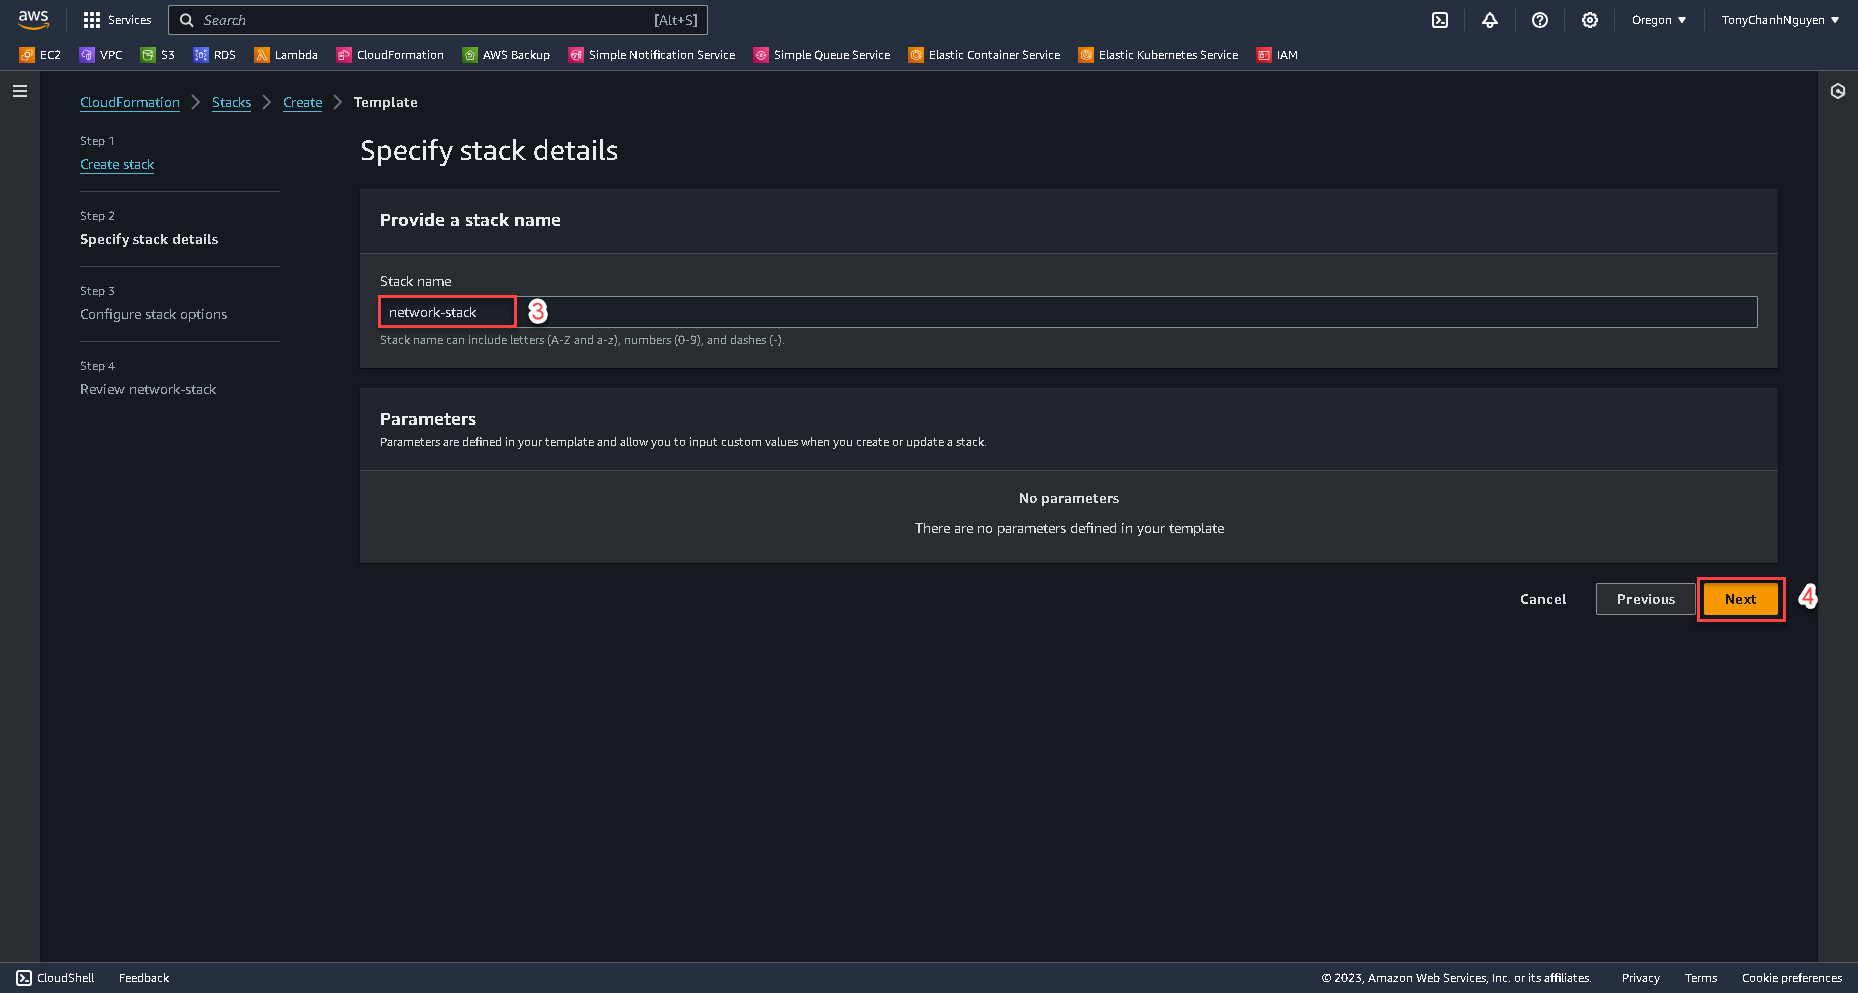 aws
Services
Search
[Alt+S]
Oregon ▼
TonyChanhNguyen ▼
EC2
VPC
S3
RDS
Lambda
CloudFormation
AWS Backup
Simple Notification Service
Simple Queue Service
Elastic Container Service
Elastic Kubernetes Service
IAM
CloudFormation
Stacks
Create
Template
Step 1
Create stack
Step 2
Specify stack details
Step 3
Configure stack options
Step 4
Review network-stack
Specify stack details
Provide a stack name
Stack name
network-stack
3
Stack name can include letters (A-Z and a-z), numbers (0-9), and dashes (-).
Parameters
Parameters are defined in your template and allow you to input custom values when you create or update a stack.
No parameters
There are no parameters defined in your template
Cancel
Previous
Next
4
CloudShell
Feedback
© 2023, Amazon Web Services, Inc. or its affiliates.
Privacy
Terms
Cookie preferences